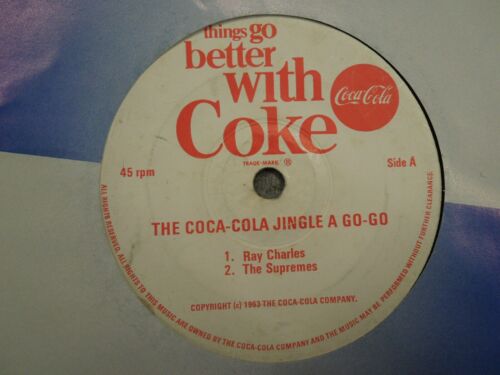 things go
better
with
Coke
Coca-Cola
TRADE-MARK ®
45 rpm
Side A
THE COCA-COLA JINGLE A GO-GO
1. Ray Charles
2. The Supremes
COPYRIGHT (c) 1963 THE COCA-COLA COMPANY.
ALL RIGHTS RESERVED. ALL RIGHTS TO THIS MUSIC ARE OWNED BY THE COCA-COLA COMPANY AND THE MUSIC MAY BE PERFORMED WITHOUT FURTHER CLEARANCE.